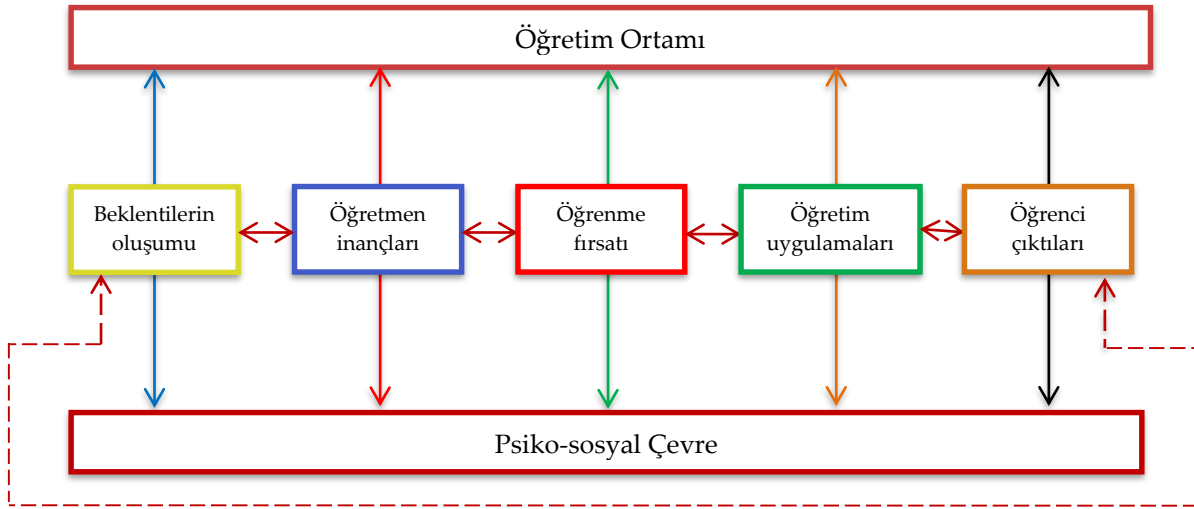 Öğretim Ortamı
Beklentilerin
oluşumu
Öğretmen
inançları
Öğrenme
fırsatı
Öğretim
uygulamaları
Öğrenci
çıktıları
Psiko-sosyal Çevre